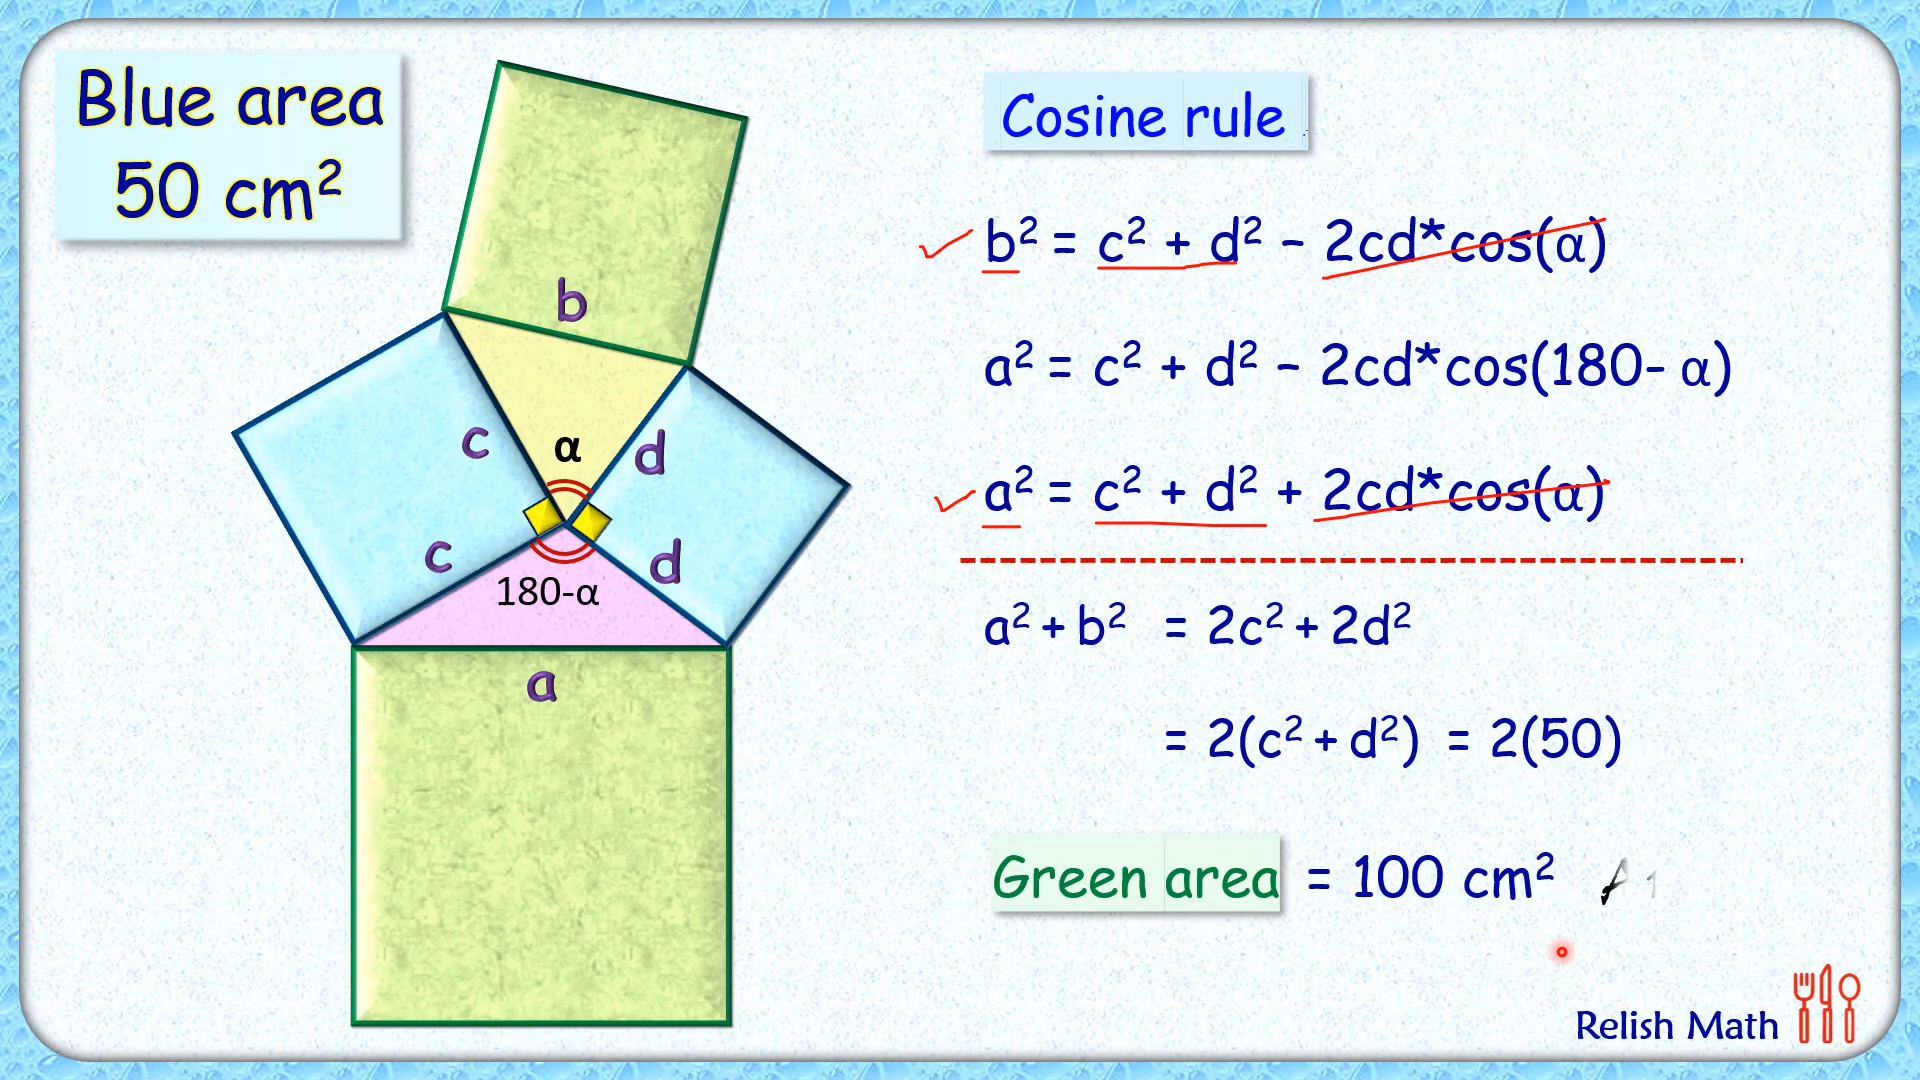 Blue area
50 cm²
b
c
α
d
c
d
180-α
a
Cosine rule
b² = c² + d² - 2cd*cos(α)
a² = c² + d² - 2cd*cos(180- α)
a² = c² + d² + 2cd*cos(α)
a² + b² = 2c² + 2d²
= 2(c² + d²) = 2(50)
Green area = 100 cm²
Relish Math